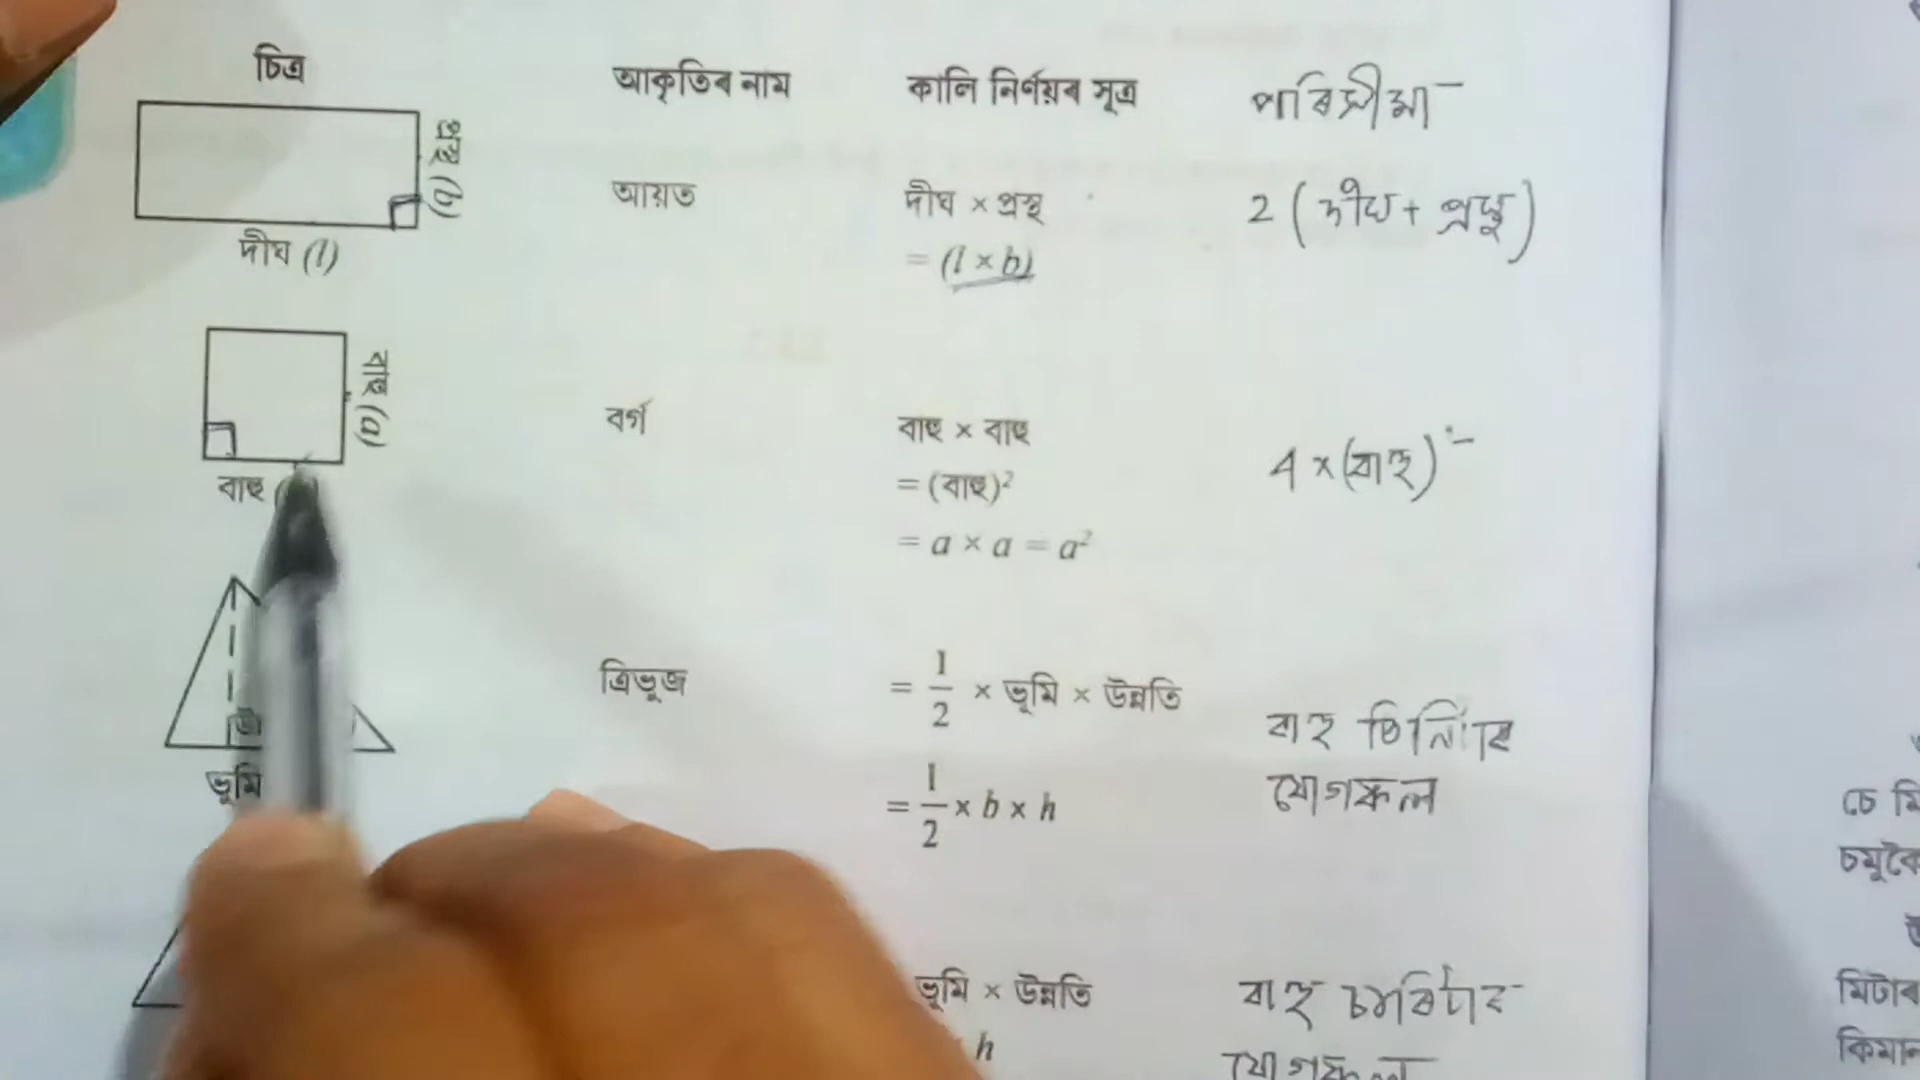 চিত্ৰ আকৃতিৰ নাম কালি নিৰ্ণয়ৰ সূত্ৰ পৰিসীমা
প্ৰস্থ (b)
আয়ত দীঘ × প্ৰস্থ 2 (দীঘ + প্ৰস্থ)
= (l × b)
দীঘ (l)
বাহু (a)
বৰ্গ বাহু × বাহু 4 × (বাহু)
= (বাহু)²
বাহু
= a × a = a²
ত্ৰিভূজ = 1/2 × ভূমি × উন্নতি বাহু তিনিটাৰ
ভূমি = 1/2 × b × h যোগফল
ভূমি × উন্নতি বাহু চাৰিটাৰ
h যোগফল
চে মি
মিটাৰ